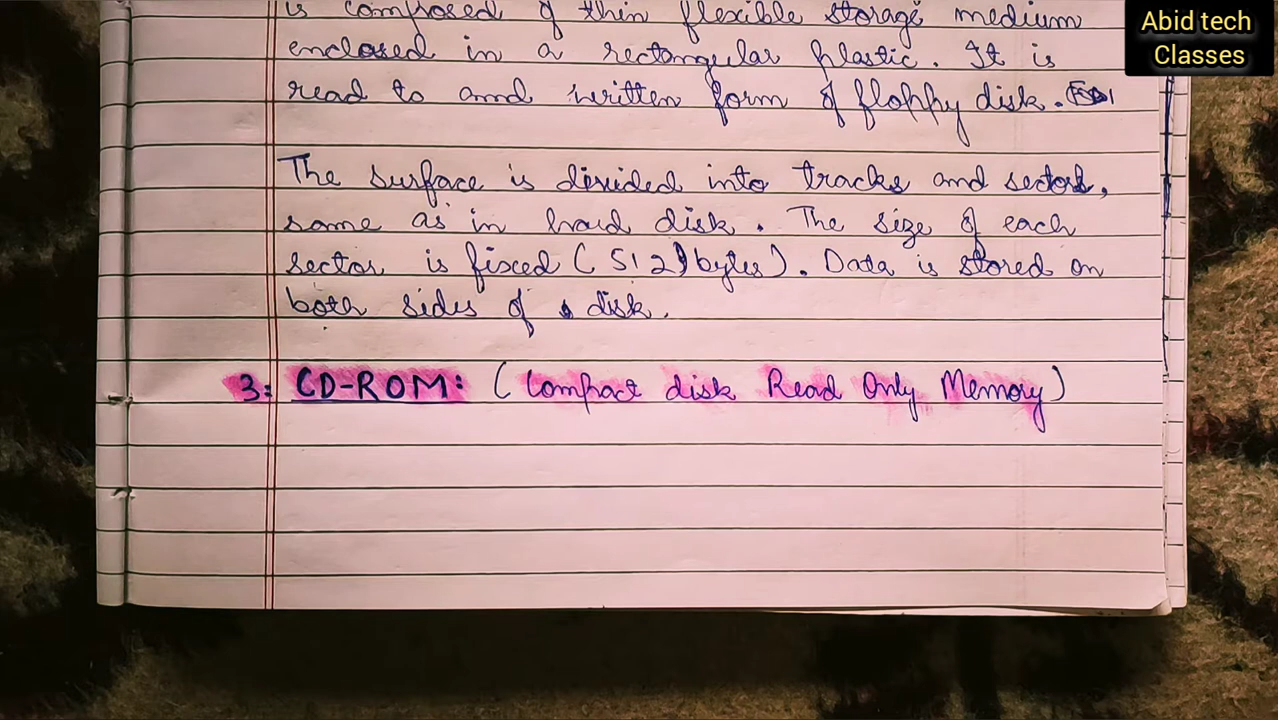 is composed of thin flexible storage medium
enclosed in a rectangular plastic. It is
read to and written form of floppy disk.
The surface is divided into tracks and sectors,
same as in hard disk. The size of each
sector is fixed (512) bytes). Data is stored on
both sides of disk.
3: CD-ROM: (Compact disk Read Only Memory)
Abid tech
Classes